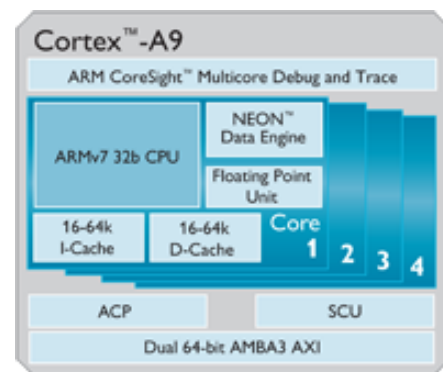 Cortex™-A9
ARM CoreSight™ Multicore Debug and Trace
ARMv7 32b CPU
NEON™
Data Engine
Floating Point
Unit
16-64k
I-Cache
16-64k
D-Cache
Core
1
2
3
4
ACP
SCU
Dual 64-bit AMBA3 AXI